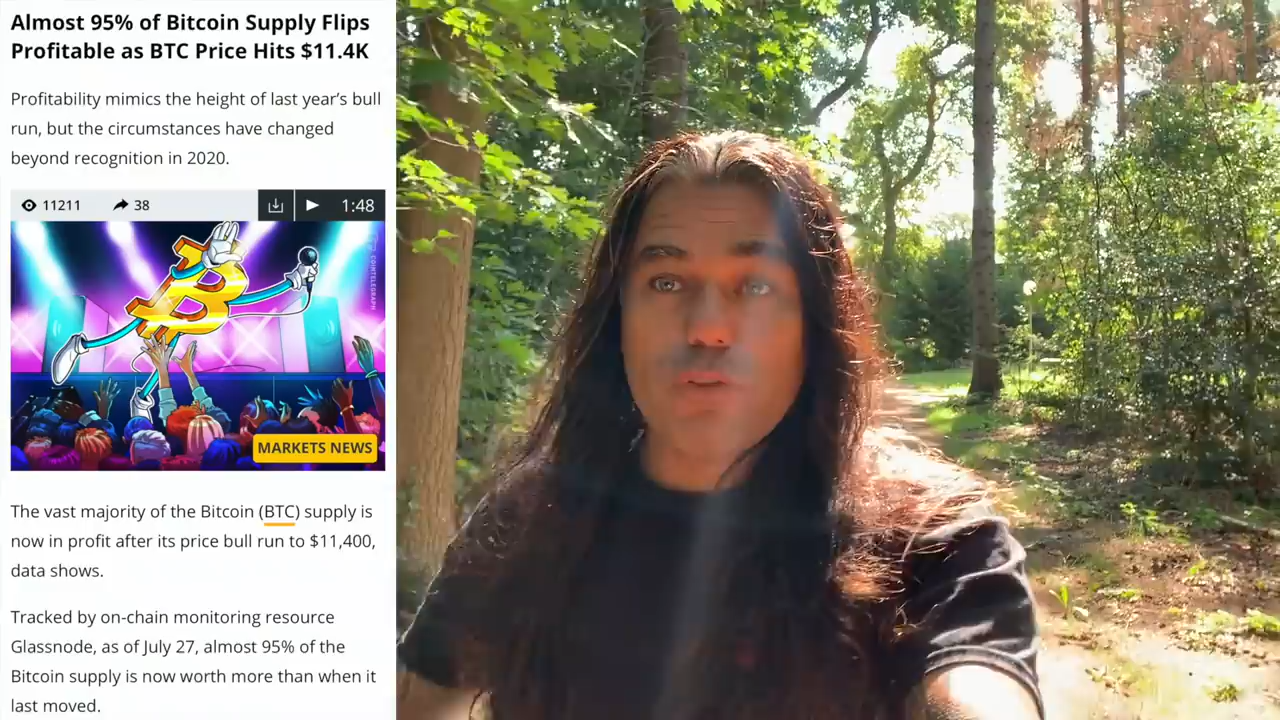 Almost 95% of Bitcoin Supply Flips
Profitable as BTC Price Hits $11.4K
Profitability mimics the height of last year’s bull
run, but the circumstances have changed
beyond recognition in 2020.
11211 38 1:48
COINTELEGRAPH
MARKETS NEWS
The vast majority of the Bitcoin (BTC) supply is
now in profit after its price bull run to $11,400,
data shows.
Tracked by on-chain monitoring resource
Glassnode, as of July 27, almost 95% of the
Bitcoin supply is now worth more than when it
last moved.